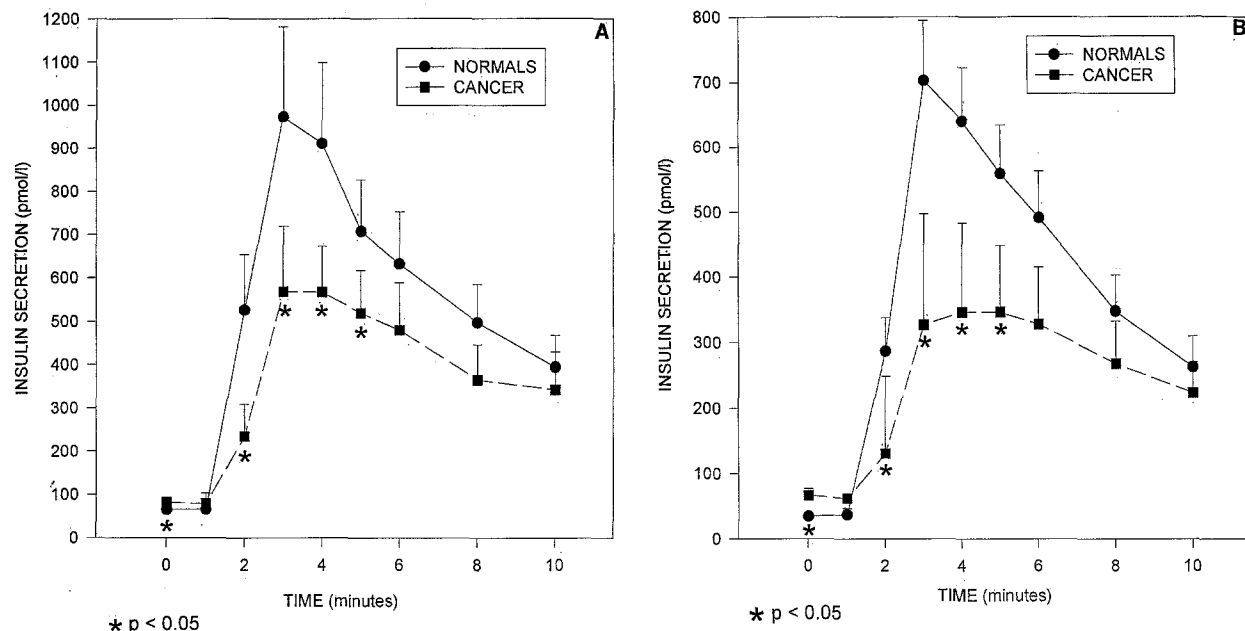 A
NORMALS
CANCER
INSULIN SECRETION (pmol/l)
1200
1100
1000
900
800
700
600
500
400
300
200
100
0
0 2 4 6 8 10
TIME (minutes)
* p < 0.05
B
NORMALS
CANCER
INSULIN SECRETION (pmol/l)
800
700
600
500
400
300
200
100
0
0 2 4 6 8 10
TIME (minutes)
* p < 0.05